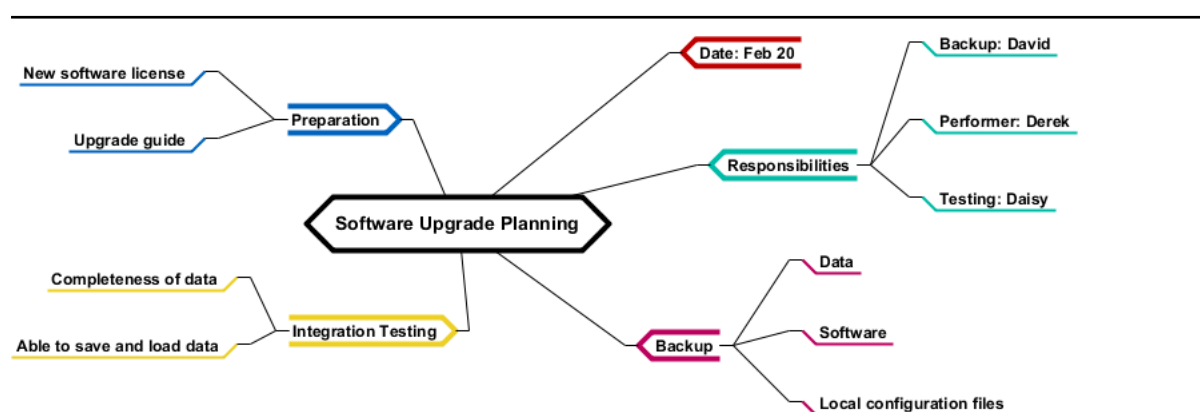 Date: Feb 20
Backup: David
New software license
Preparation
Performer: Derek
Upgrade guide
Responsibilities
Testing: Daisy
Software Upgrade Planning
Data
Completeness of data
Integration Testing
Software
Able to save and load data
Backup
Local configuration files